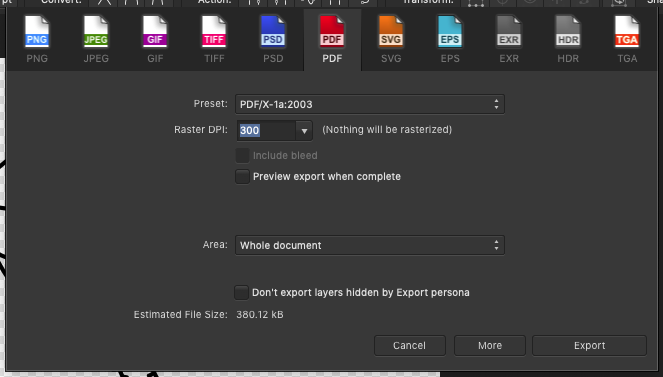 Convert: Action: Transform:
PNG JPEG GIF TIFF PSD PDF SVG EPS EXR HDR TGA
PNG JPEG GIF TIFF PSD PDF SVG EPS EXR HDR TGA
Preset: PDF/X-1a:2003
Raster DPI: 300 (Nothing will be rasterized)
Include bleed
Preview export when complete
Area: Whole document
Don't export layers hidden by Export persona
Estimated File Size: 380.12 kB
Cancel More Export